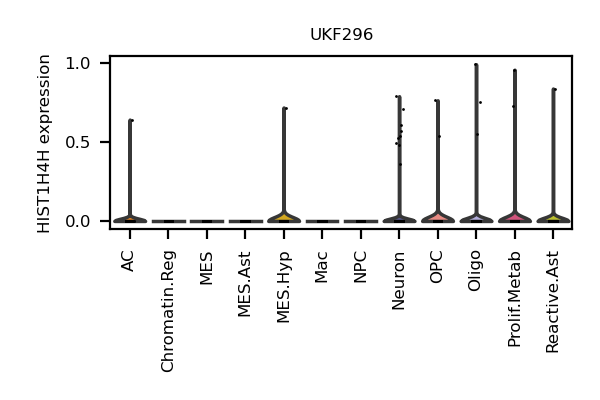 UKF296
HIST1H4H expression
1.0
0.5
0.0
AC
Chromatin.Reg
MES
MES.Ast
MES.Hyp
Mac
NPC
Neuron
OPC
Oligo
Prolif.Metab
Reactive.Ast